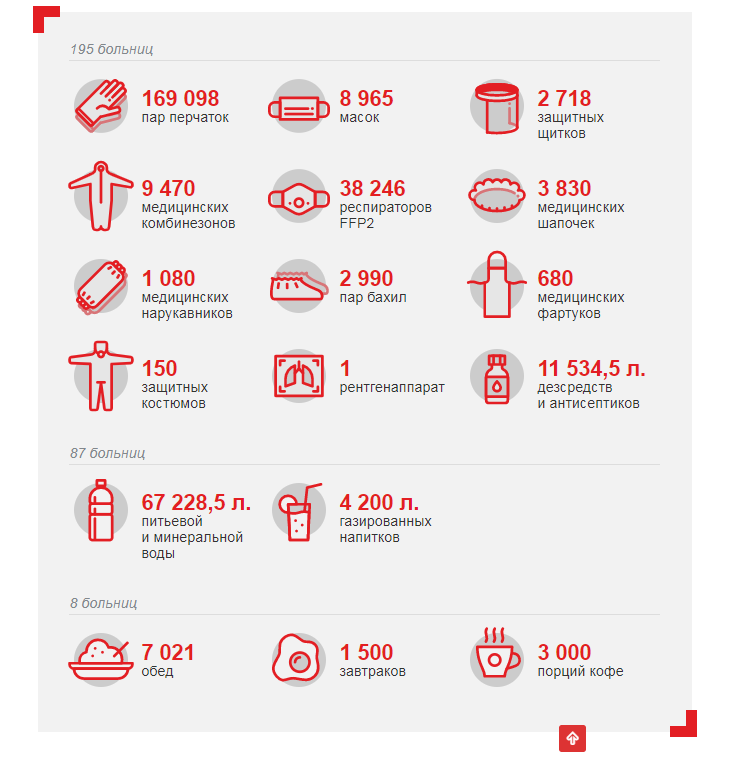 195 больниц
169 098
пар перчаток
8 965
масок
2 718
защитных
щитков
9 470
медицинских
комбинезонов
38 246
респираторов
FFP2
3 830
медицинских
шапочек
1 080
медицинских
нарукавников
2 990
пар бахил
680
медицинских
фартуков
150
защитных
костюмов
1
рентгенаппарат
11 534,5 л.
дезсредств
и антисептиков
87 больниц
67 228,5 л.
питьевой
и минеральной
воды
4 200 л.
газированных
напитков
8 больниц
7 021
обед
1 500
завтраков
3 000
порций кофе